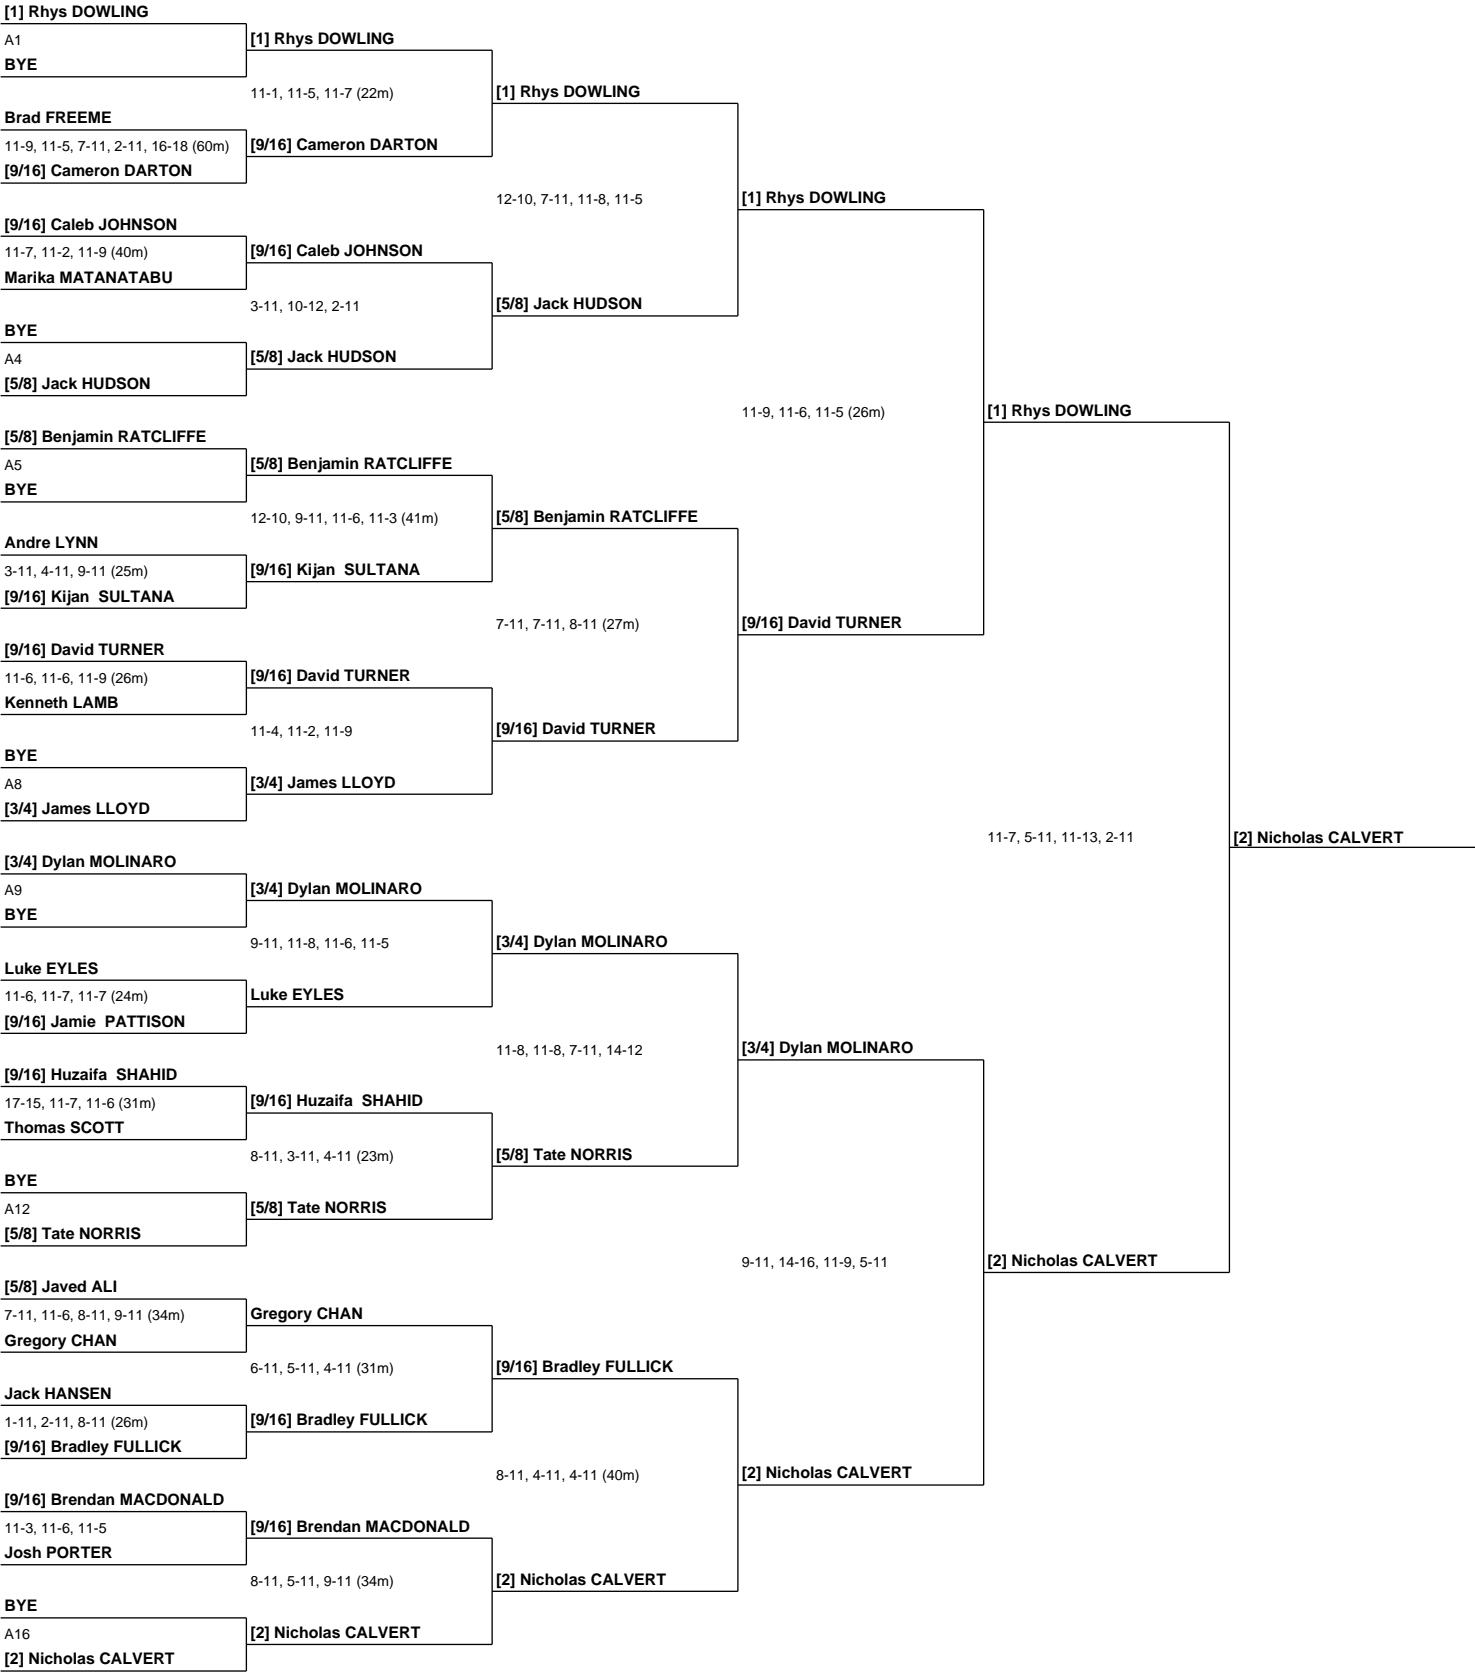 [1] Rhys DOWLING
A1
BYE
Brad FREEME
11-9, 11-5, 7-11, 2-11, 16-18 (60m)
[9/16] Cameron DARTON
[9/16] Caleb JOHNSON
11-7, 11-2, 11-9 (40m)
Marika MATANATABU
BYE
A4
[5/8] Jack HUDSON
[5/8] Benjamin RATCLIFFE
A5
BYE
Andre LYNN
3-11, 4-11, 9-11 (25m)
[9/16] Kijan  SULTANA
[9/16] David TURNER
11-6, 11-6, 11-9 (26m)
Kenneth LAMB
BYE
A8
[3/4] James LLOYD
[3/4] Dylan MOLINARO
A9
BYE
Luke EYLES
11-6, 11-7, 11-7 (24m)
[9/16] Jamie  PATTISON
[9/16] Huzaifa  SHAHID
17-15, 11-7, 11-6 (31m)
Thomas SCOTT
BYE
A12
[5/8] Tate NORRIS
[5/8] Javed ALI
7-11, 11-6, 8-11, 9-11 (34m)
Gregory CHAN
Jack HANSEN
1-11, 2-11, 8-11 (26m)
[9/16] Bradley FULLICK
[9/16] Brendan MACDONALD
11-3, 11-6, 11-5
Josh PORTER
BYE
A16
[2] Nicholas CALVERT
[1] Rhys DOWLING
11-1, 11-5, 11-7 (22m)
[9/16] Cameron DARTON
[9/16] Caleb JOHNSON
3-11, 10-12, 2-11
[5/8] Jack HUDSON
[5/8] Benjamin RATCLIFFE
12-10, 9-11, 11-6, 11-3 (41m)
[9/16] Kijan  SULTANA
[9/16] David TURNER
11-4, 11-2, 11-9
[3/4] James LLOYD
[3/4] Dylan MOLINARO
9-11, 11-8, 11-6, 11-5
Luke EYLES
[9/16] Huzaifa  SHAHID
8-11, 3-11, 4-11 (23m)
[5/8] Tate NORRIS
Gregory CHAN
6-11, 5-11, 4-11 (31m)
[9/16] Bradley FULLICK
[9/16] Brendan MACDONALD
8-11, 5-11, 9-11 (34m)
[2] Nicholas CALVERT
[1] Rhys DOWLING
12-10, 7-11, 11-8, 11-5
[5/8] Jack HUDSON
[5/8] Benjamin RATCLIFFE
7-11, 7-11, 8-11 (27m)
[9/16] David TURNER
[3/4] Dylan MOLINARO
11-8, 11-8, 7-11, 14-12
[5/8] Tate NORRIS
[9/16] Bradley FULLICK
8-11, 4-11, 4-11 (40m)
[2] Nicholas CALVERT
[1] Rhys DOWLING
11-9, 11-6, 11-5 (26m)
[9/16] David TURNER
[3/4] Dylan MOLINARO
9-11, 14-16, 11-9, 5-11
[2] Nicholas CALVERT
[1] Rhys DOWLING
11-7, 5-11, 11-13, 2-11
[2] Nicholas CALVERT
[2] Nicholas CALVERT